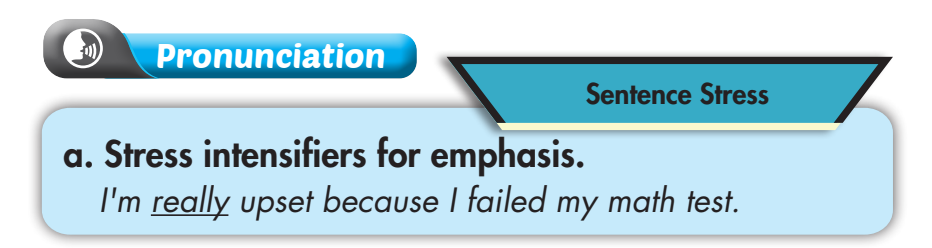 Pronunciation
Sentence Stress
a. Stress intensifiers for emphasis.
I'm really upset because I failed my math test.